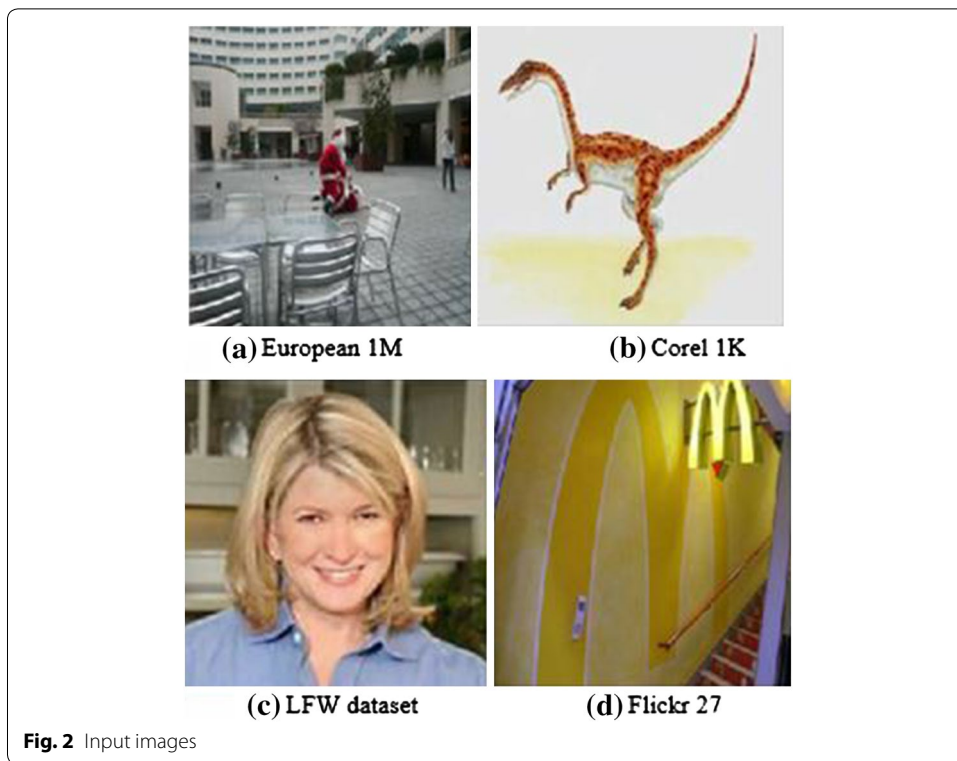 (a) European 1M
(b) Corel 1K
(c) LFW dataset
(d) Flickr 27
Fig. 2 Input images